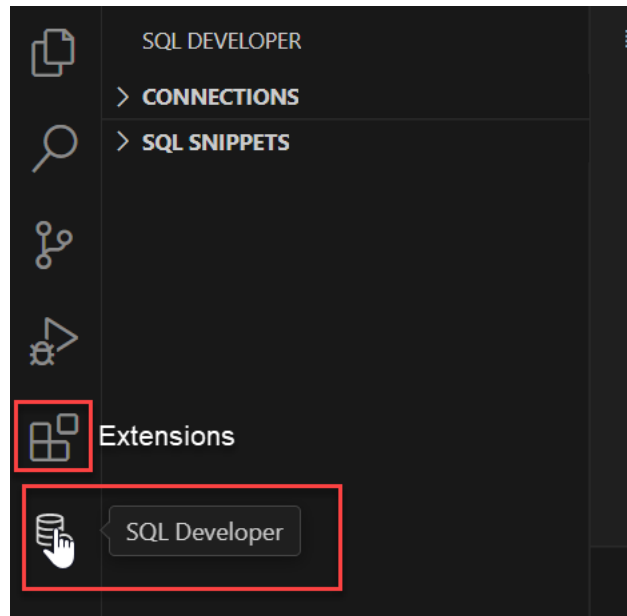 SQL DEVELOPER
CONNECTIONS
SQL SNIPPETS
Extensions
SQL Developer